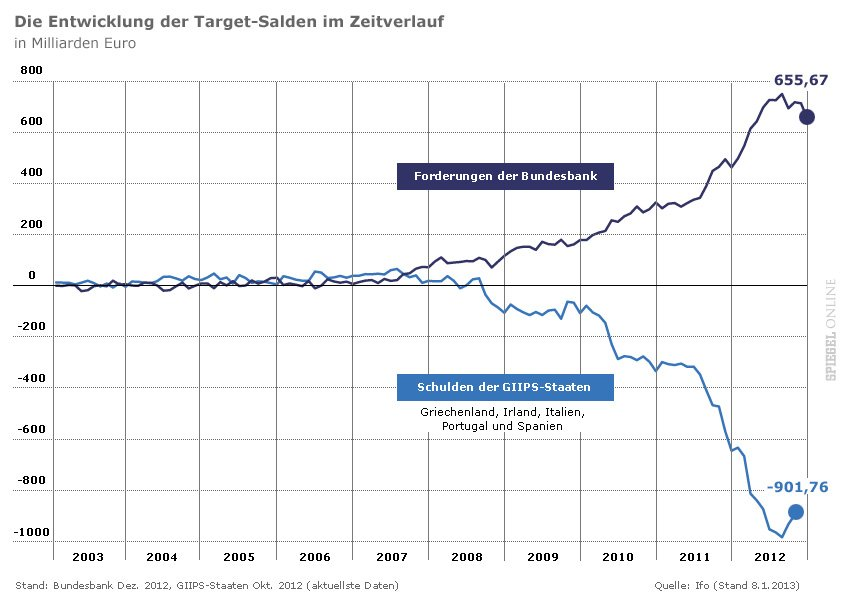 Die Entwicklung der Target-Salden im Zeitverlauf
in Milliarden Euro
800
655,67
600
Forderungen der Bundesbank
400
200
0
-200
-400
Schulden der GIIPS-Staaten
Griechenland, Irland, Italien,
Portugal und Spanien
-600
-800
-901,76
-1000
2003 2004 2005 2006 2007 2008 2009 2010 2011 2012
SPIEGEL ONLINE
Stand: Bundesbank Dez. 2012, GIIPS-Staaten Okt. 2012 (aktuellste Daten)
Quelle: Ifo (Stand 8.1.2013)